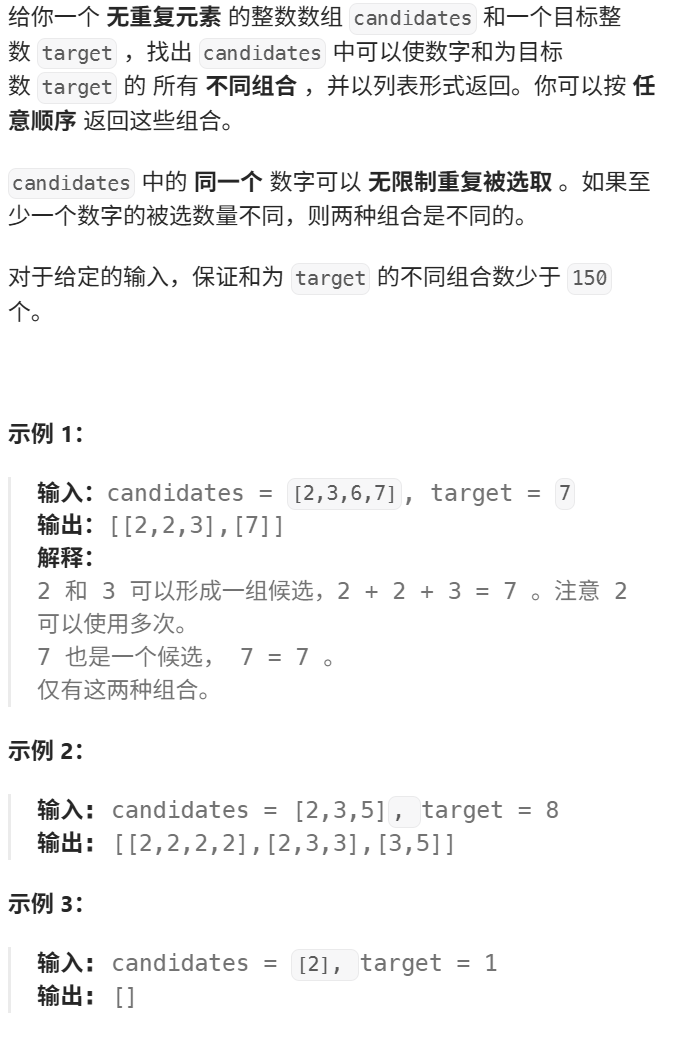 给你一个 无重复元素 的整数数组 candidates 和一个目标整
数 target ，找出 candidates 中可以使数字和为目标
数 target 的 所有 不同组合 ，并以列表形式返回。你可以按 任
意顺序 返回这些组合。
candidates 中的 同一个 数字可以 无限制重复被选取 。如果至
少一个数字的被选数量不同，则两种组合是不同的。
对于给定的输入，保证和为 target 的不同组合数少于 150
个。
示例 1：
输入：candidates = [2,3,6,7], target = 7
输出：[[2,2,3],[7]]
解释：
2 和 3 可以形成一组候选，2 + 2 + 3 = 7 。注意 2
可以使用多次。
7 也是一个候选， 7 = 7 。
仅有这两种组合。
示例 2：
输入: candidates = [2,3,5], target = 8
输出: [[2,2,2,2],[2,3,3],[3,5]]
示例 3：
输入: candidates = [2], target = 1
输出: []